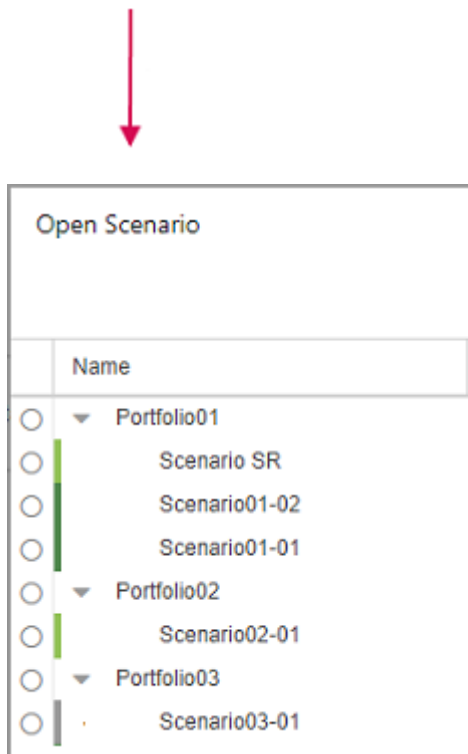 Open Scenario
Name
Portfolio01
Scenario SR
Scenario01-02
Scenario01-01
Portfolio02
Scenario02-01
Portfolio03
Scenario03-01